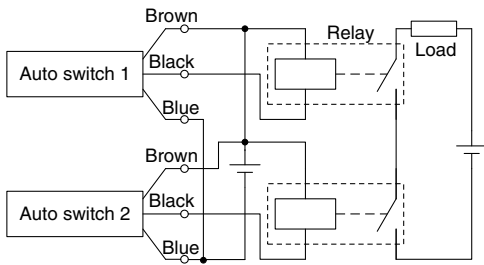 Brown
Relay
Load
Auto switch 1
Black
Blue
Brown
Auto switch 2
Black
Blue